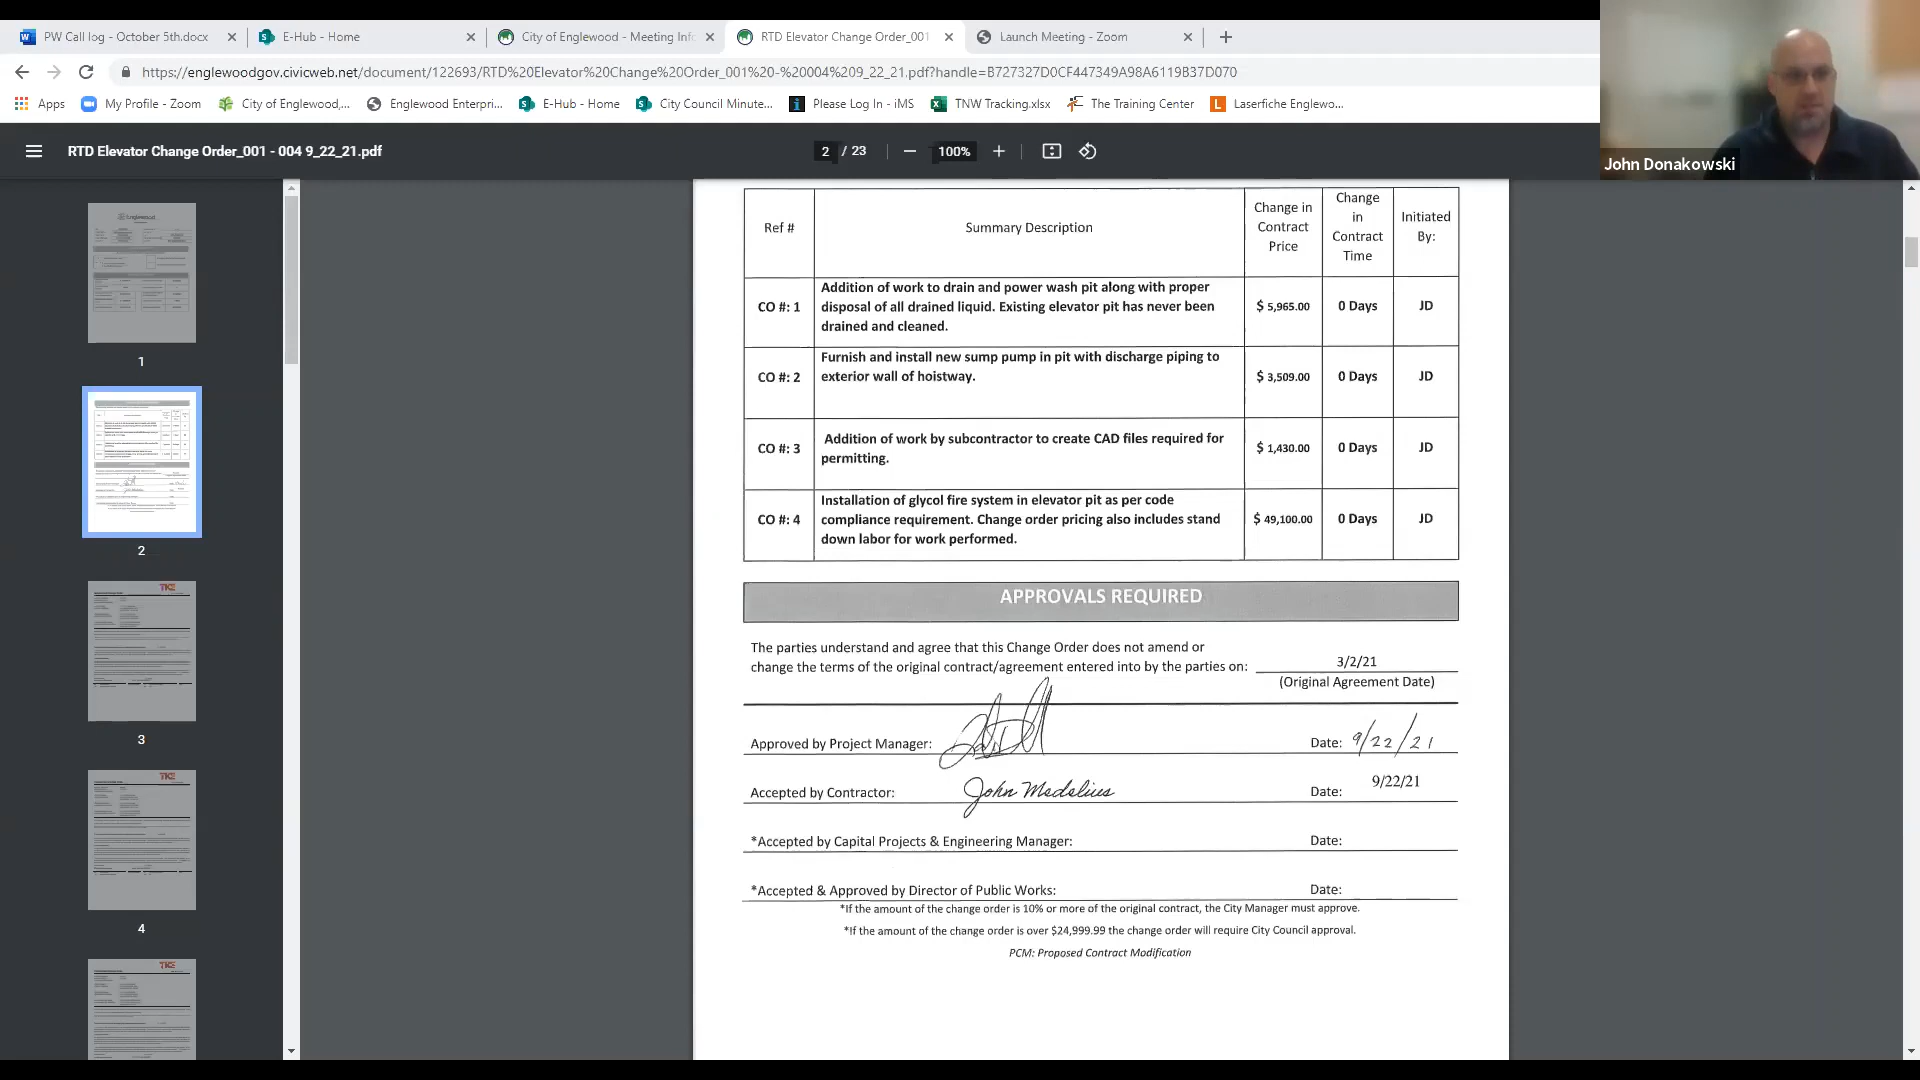 PW Call log - October 5th.docx
E-Hub - Home
City of Englewood - Meeting Inf
RTD Elevator Change Order_001
Launch Meeting - Zoom
https://englewoodgov.civicweb.net/document/122693/RTD%20Elevator%20Change%20Order_001%20-%20004%209_22_21.pdf?handle=B727327D0CF447349A98A6119B37D070
Apps
My Profile - Zoom
City of Englewood,...
Englewood Enterpri...
E-Hub - Home
City Council Minute...
Please Log In - iMS
TNW Tracking.xlsx
The Training Center
Laserfiche Englewo...
John Donakowski
RTD Elevator Change Order_001 - 004 9_22_21.pdf
2 / 23
100%
1
2
3
4
Ref #
Summary Description
Change in
Contract
Price
Change
in
Contract
Time
Initiated
By:
CO #: 1
Addition of work to drain and power wash pit along with proper
disposal of all drained liquid. Existing elevator pit has never been
drained and cleaned.
$ 5,965.00
0 Days
JD
CO #: 2
Furnish and install new sump pump in pit with discharge piping to
exterior wall of hoistway.
$ 3,509.00
0 Days
JD
CO #: 3
Addition of work by subcontractor to create CAD files required for
permitting.
$ 1,430.00
0 Days
JD
CO #: 4
Installation of glycol fire system in elevator pit as per code
compliance requirement. Change order pricing also includes stand
down labor for work performed.
$ 49,100.00
0 Days
JD
APPROVALS REQUIRED
The parties understand and agree that this Change Order does not amend or
change the terms of the original contract/agreement entered into by the parties on:
3/2/21
(Original Agreement Date)
Approved by Project Manager:
Date: 9/22/21
Accepted by Contractor: John Medelius
Date: 9/22/21
*Accepted by Capital Projects & Engineering Manager:
Date:
*Accepted & Approved by Director of Public Works:
Date:
*If the amount of the change order is 10% or more of the original contract, the City Manager must approve.
*If the amount of the change order is over $24,999.99 the change order will require City Council approval.
PCM: Proposed Contract Modification